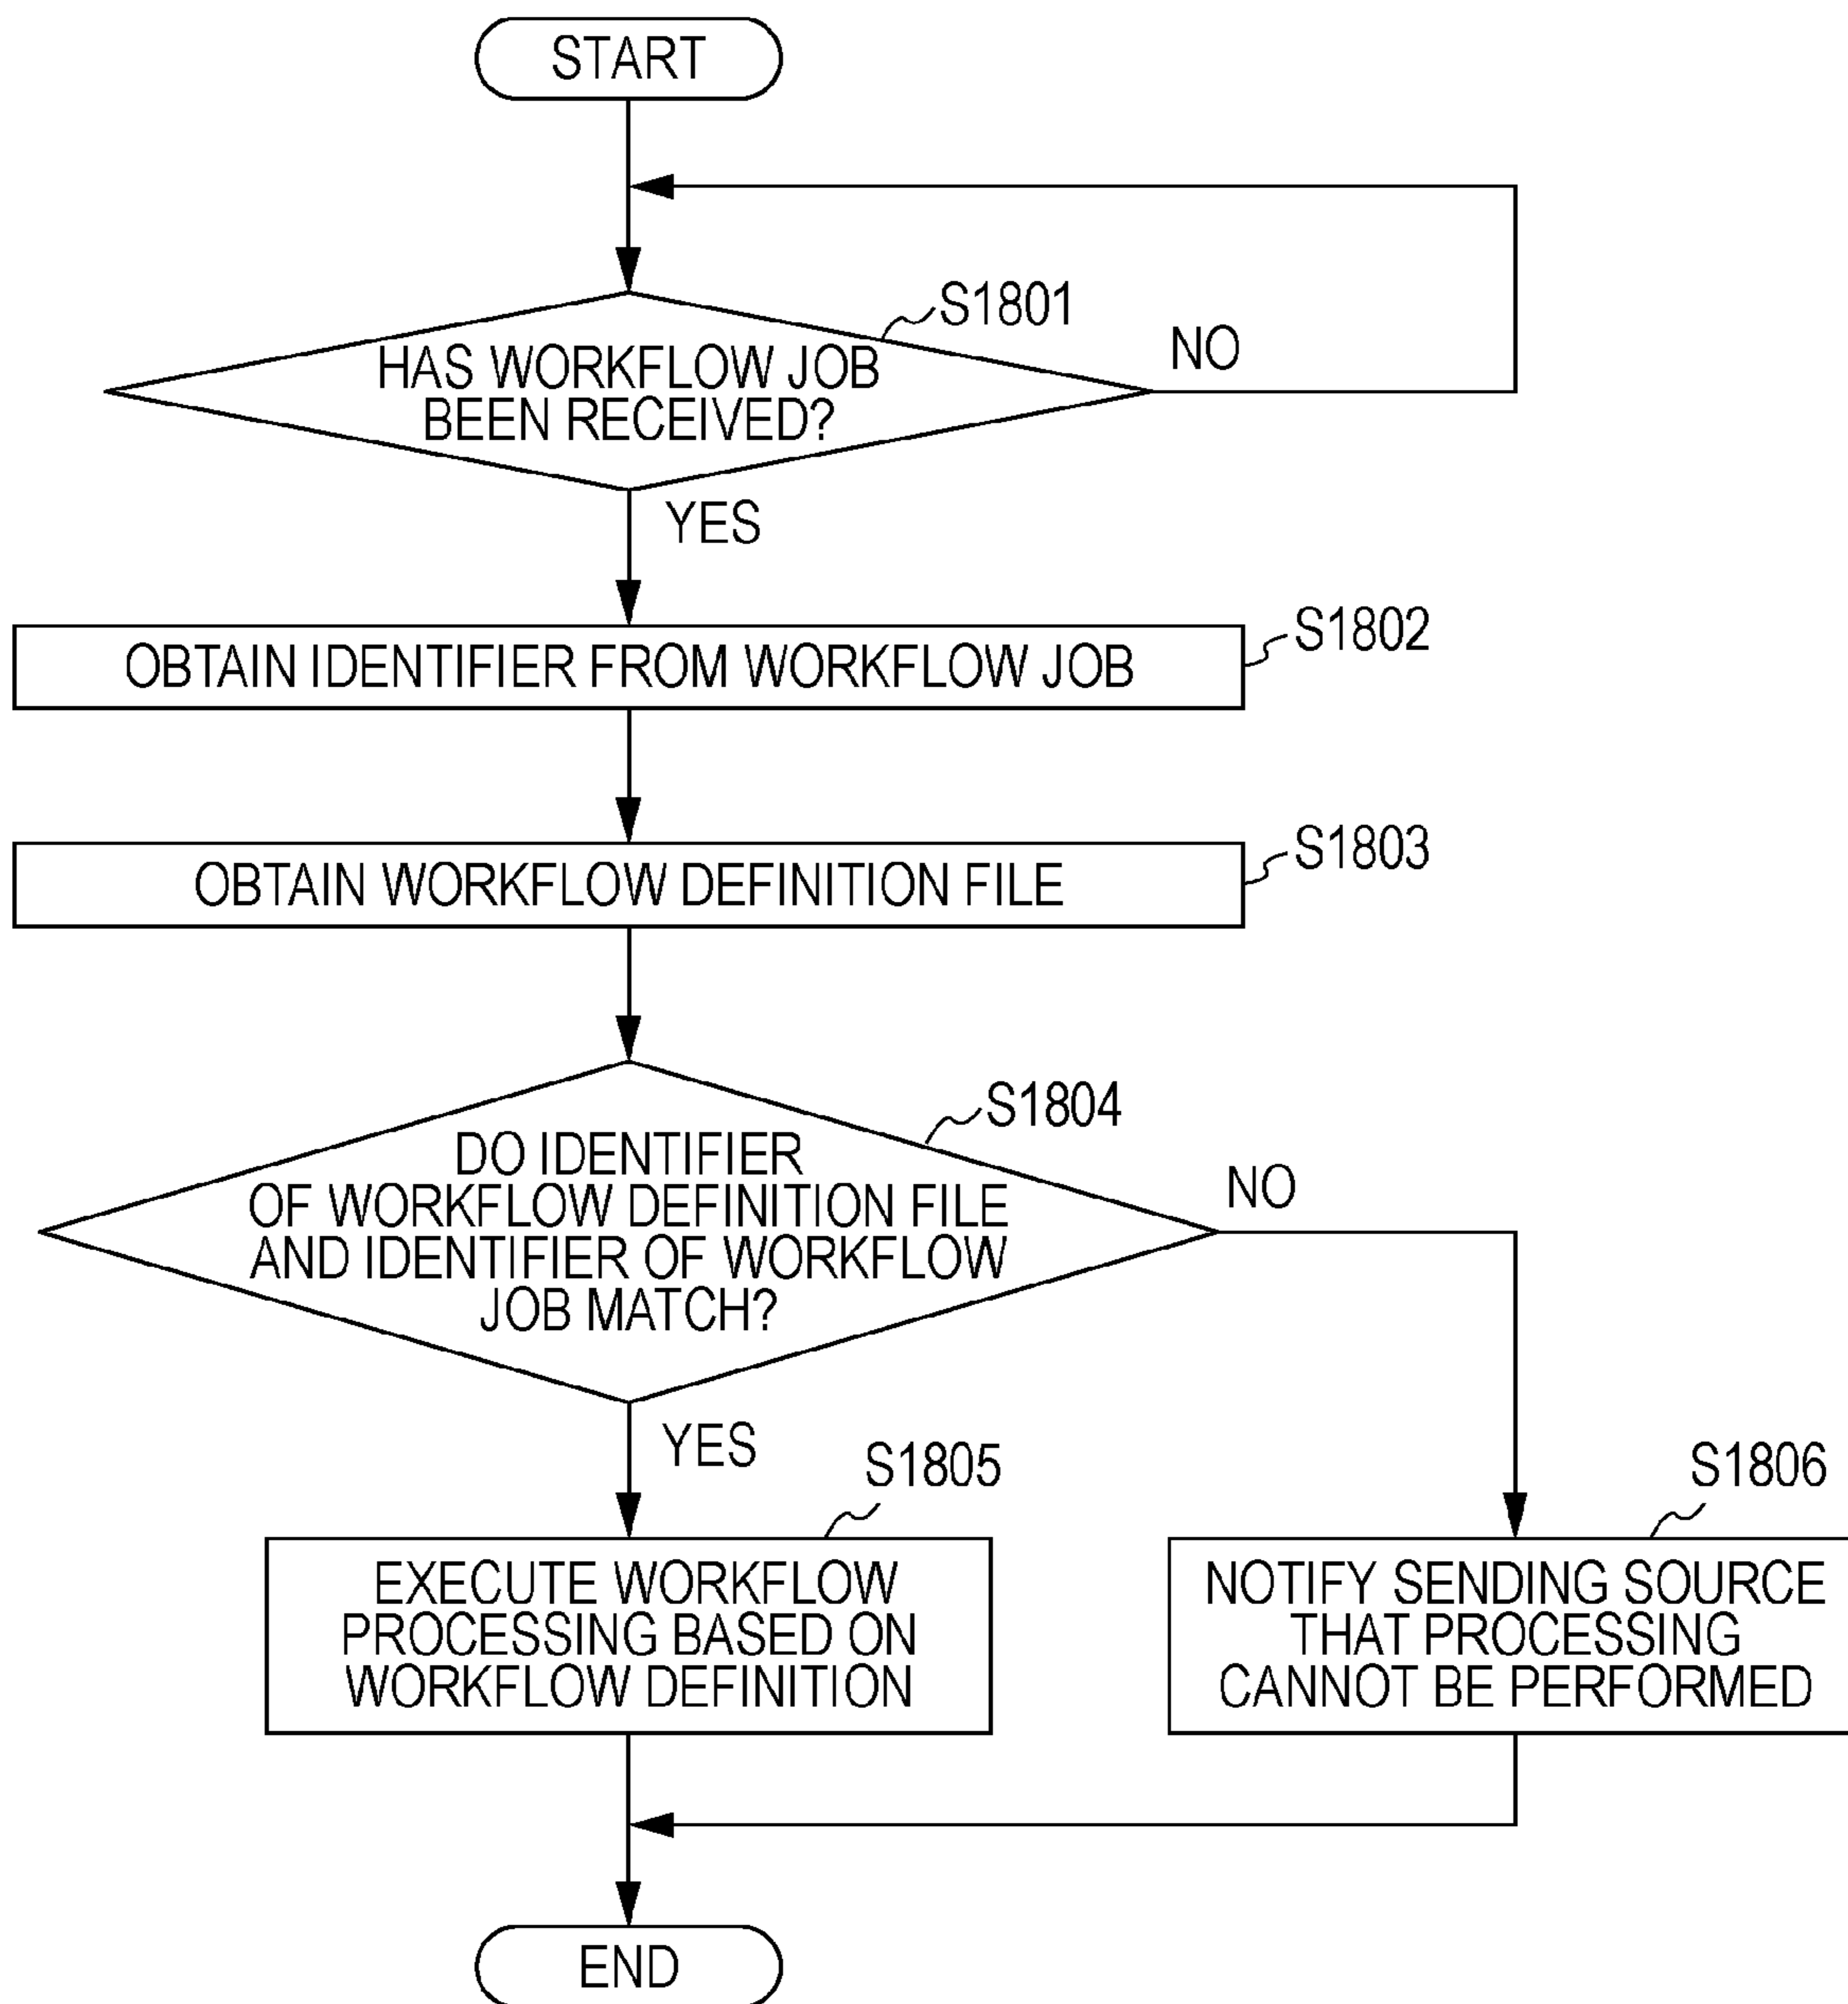 START
S1801
HAS WORKFLOW JOB
BEEN RECEIVED?
NO
YES
S1802
OBTAIN IDENTIFIER FROM WORKFLOW JOB
S1803
OBTAIN WORKFLOW DEFINITION FILE
S1804
DO IDENTIFIER
OF WORKFLOW DEFINITION FILE
AND IDENTIFIER OF WORKFLOW
JOB MATCH?
NO
YES
S1805
EXECUTE WORKFLOW
PROCESSING BASED ON
WORKFLOW DEFINITION
S1806
NOTIFY SENDING SOURCE
THAT PROCESSING
CANNOT BE PERFORMED
END